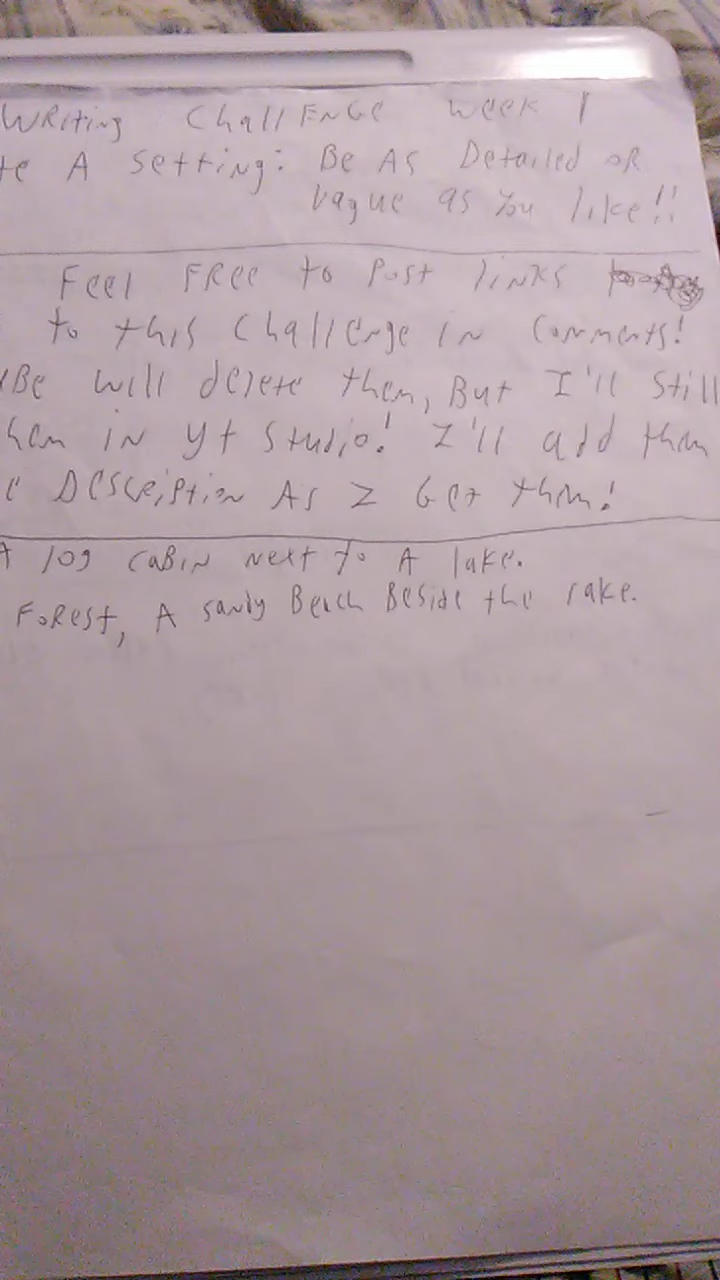 Writing Challenge Week 1
te A setting: Be As Detailed or
Vague as you like!!
Feel Free to Post links
to this Challenge in Comments!
Be will delete them, But I'll Still
hem in yt Studio! I'll add them
e Description As I Get them!
A log cabin next to A lake.
Forest, A sandy Beach Beside the lake.